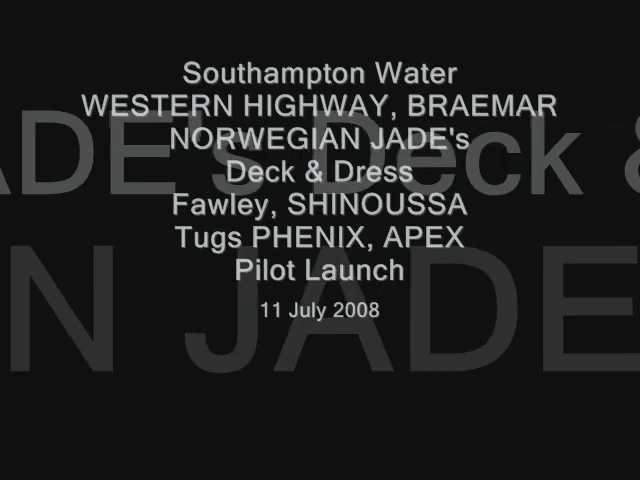 Southampton Water
WESTERN HIGHWAY, BRAEMAR
NORWEGIAN JADE's
Deck & Dress
Fawley, SHINOUSSA
Tugs PHENIX, APEX
Pilot Launch
11 July 2008
ADE's Deck &
N JADE